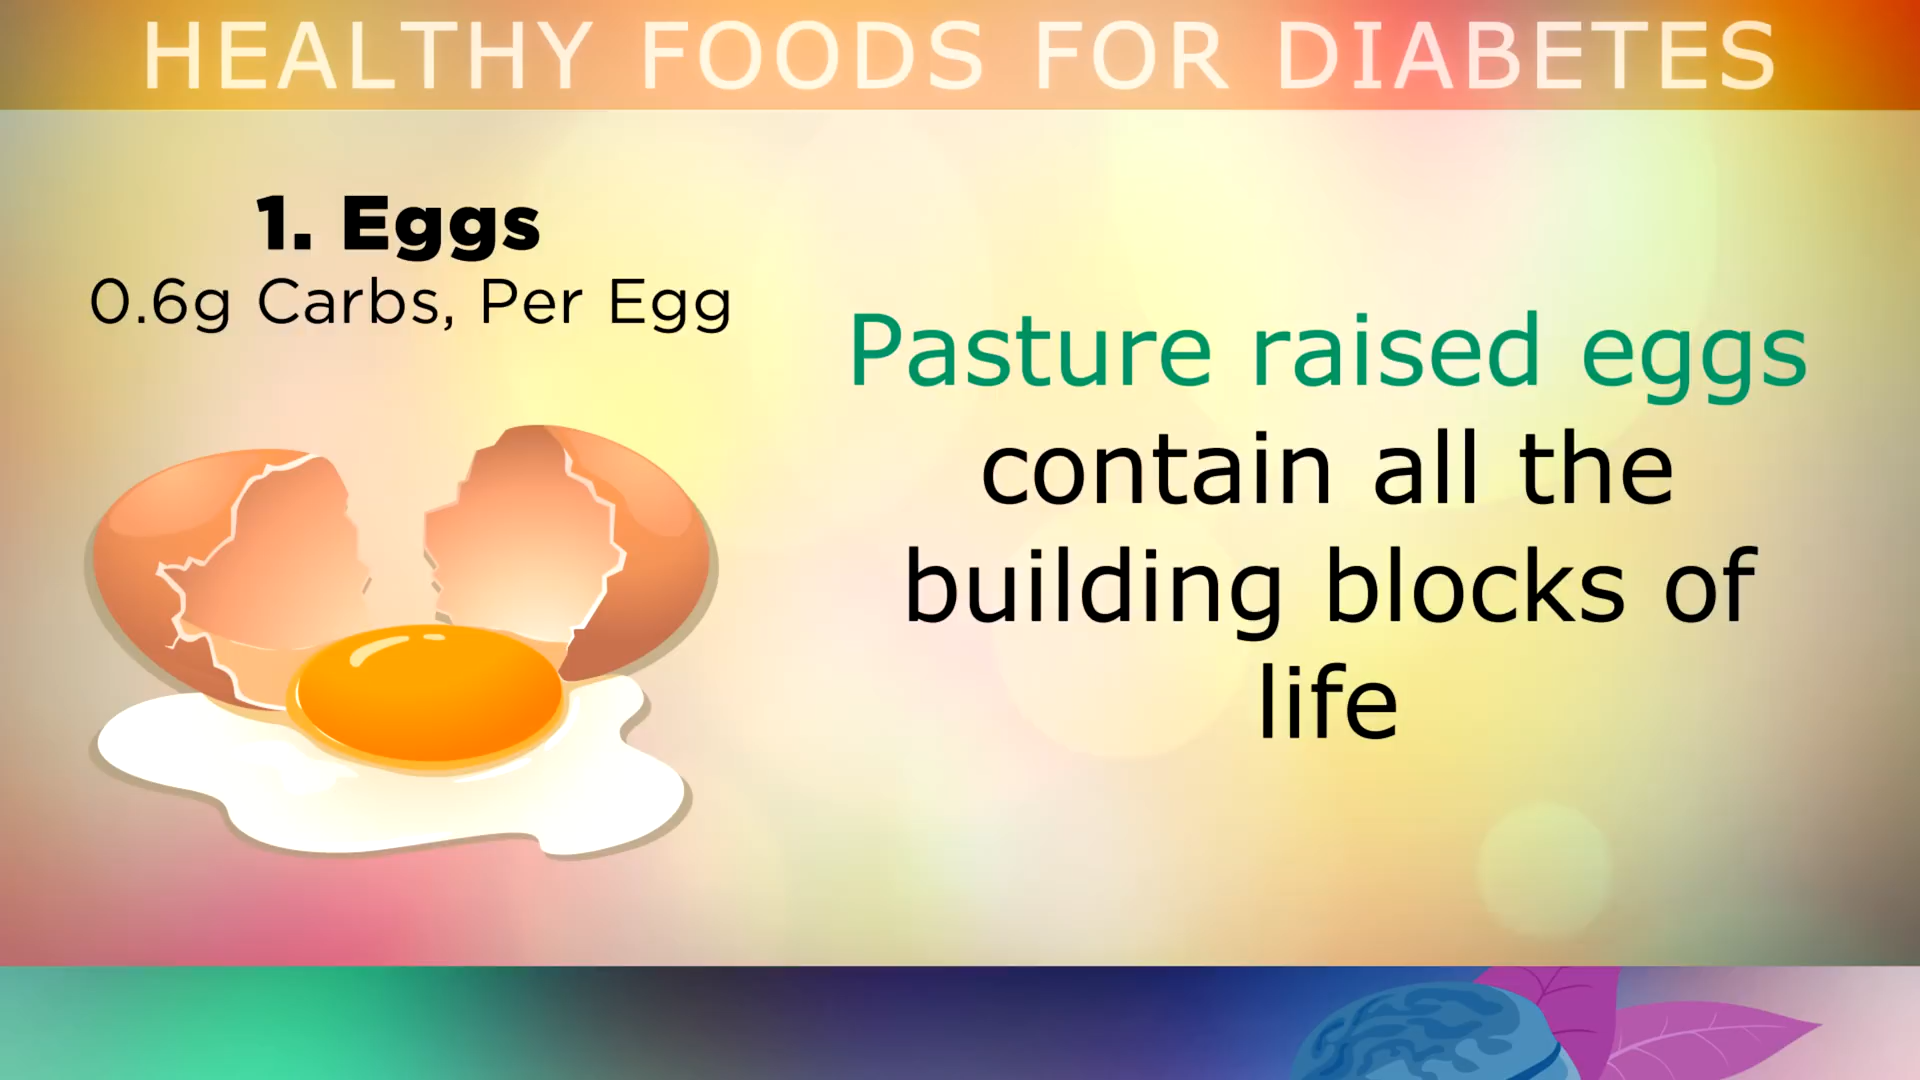 HEALTHY FOODS FOR DIABETES
1. Eggs
0.6g Carbs, Per Egg
Pasture raised eggs
contain all the
building blocks of
life